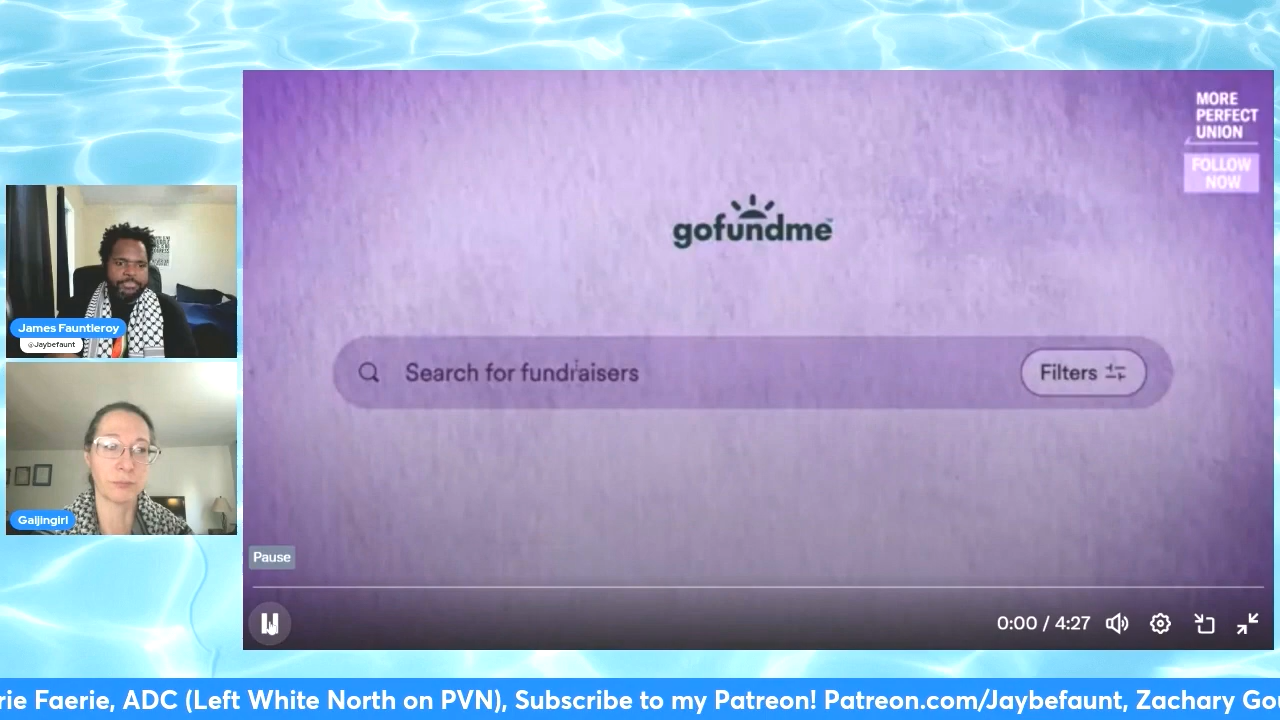 MORE
PERFECT
UNION
FOLLOW
NOW
gofundme
Search for fundraisers
Filters
James Fauntleroy
@Jaybefaunt
Gaijingirl
Pause
0:00 / 4:27
rie Faerie, ADC (Left White North on PVN), Subscribe to my Patreon! Patreon.com/Jaybefaunt, Zachary Go